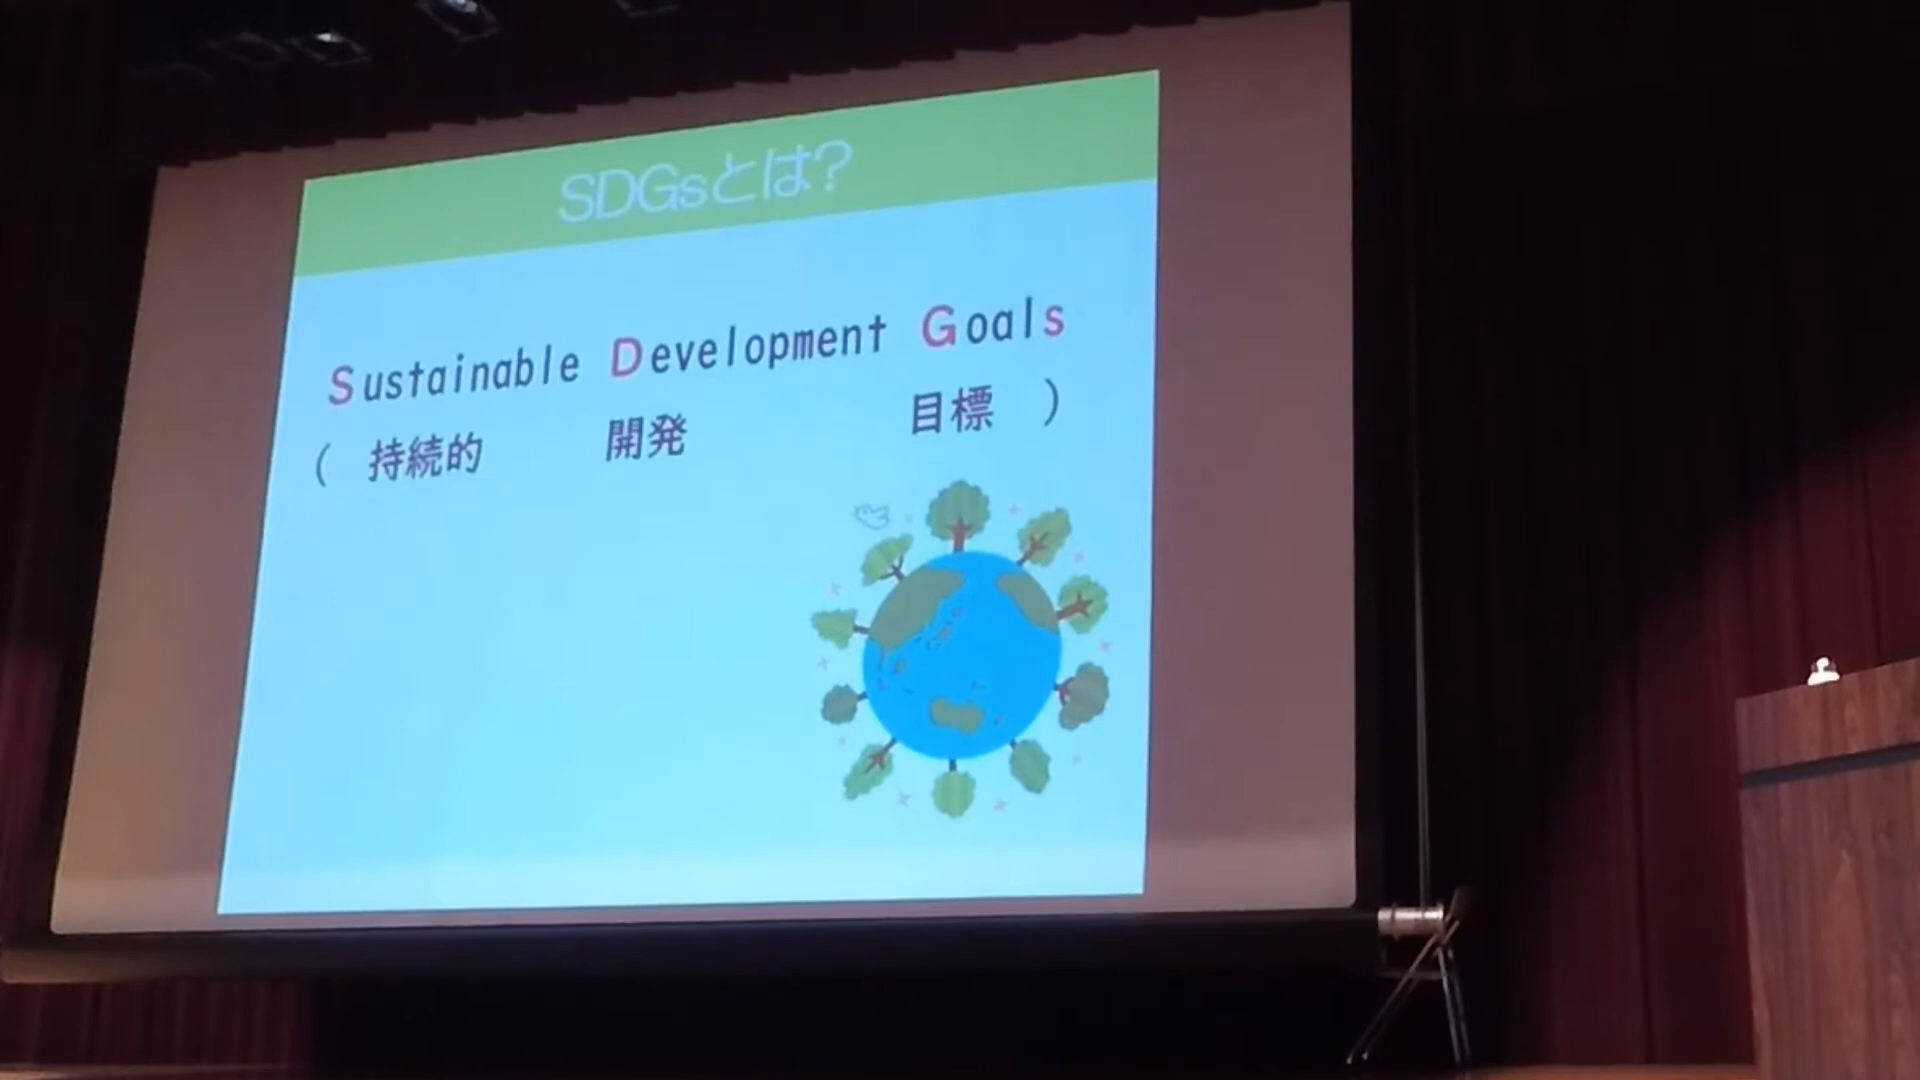 SDGsとは?
Sustainable Development Goals
( 持続的 開発 目標 )